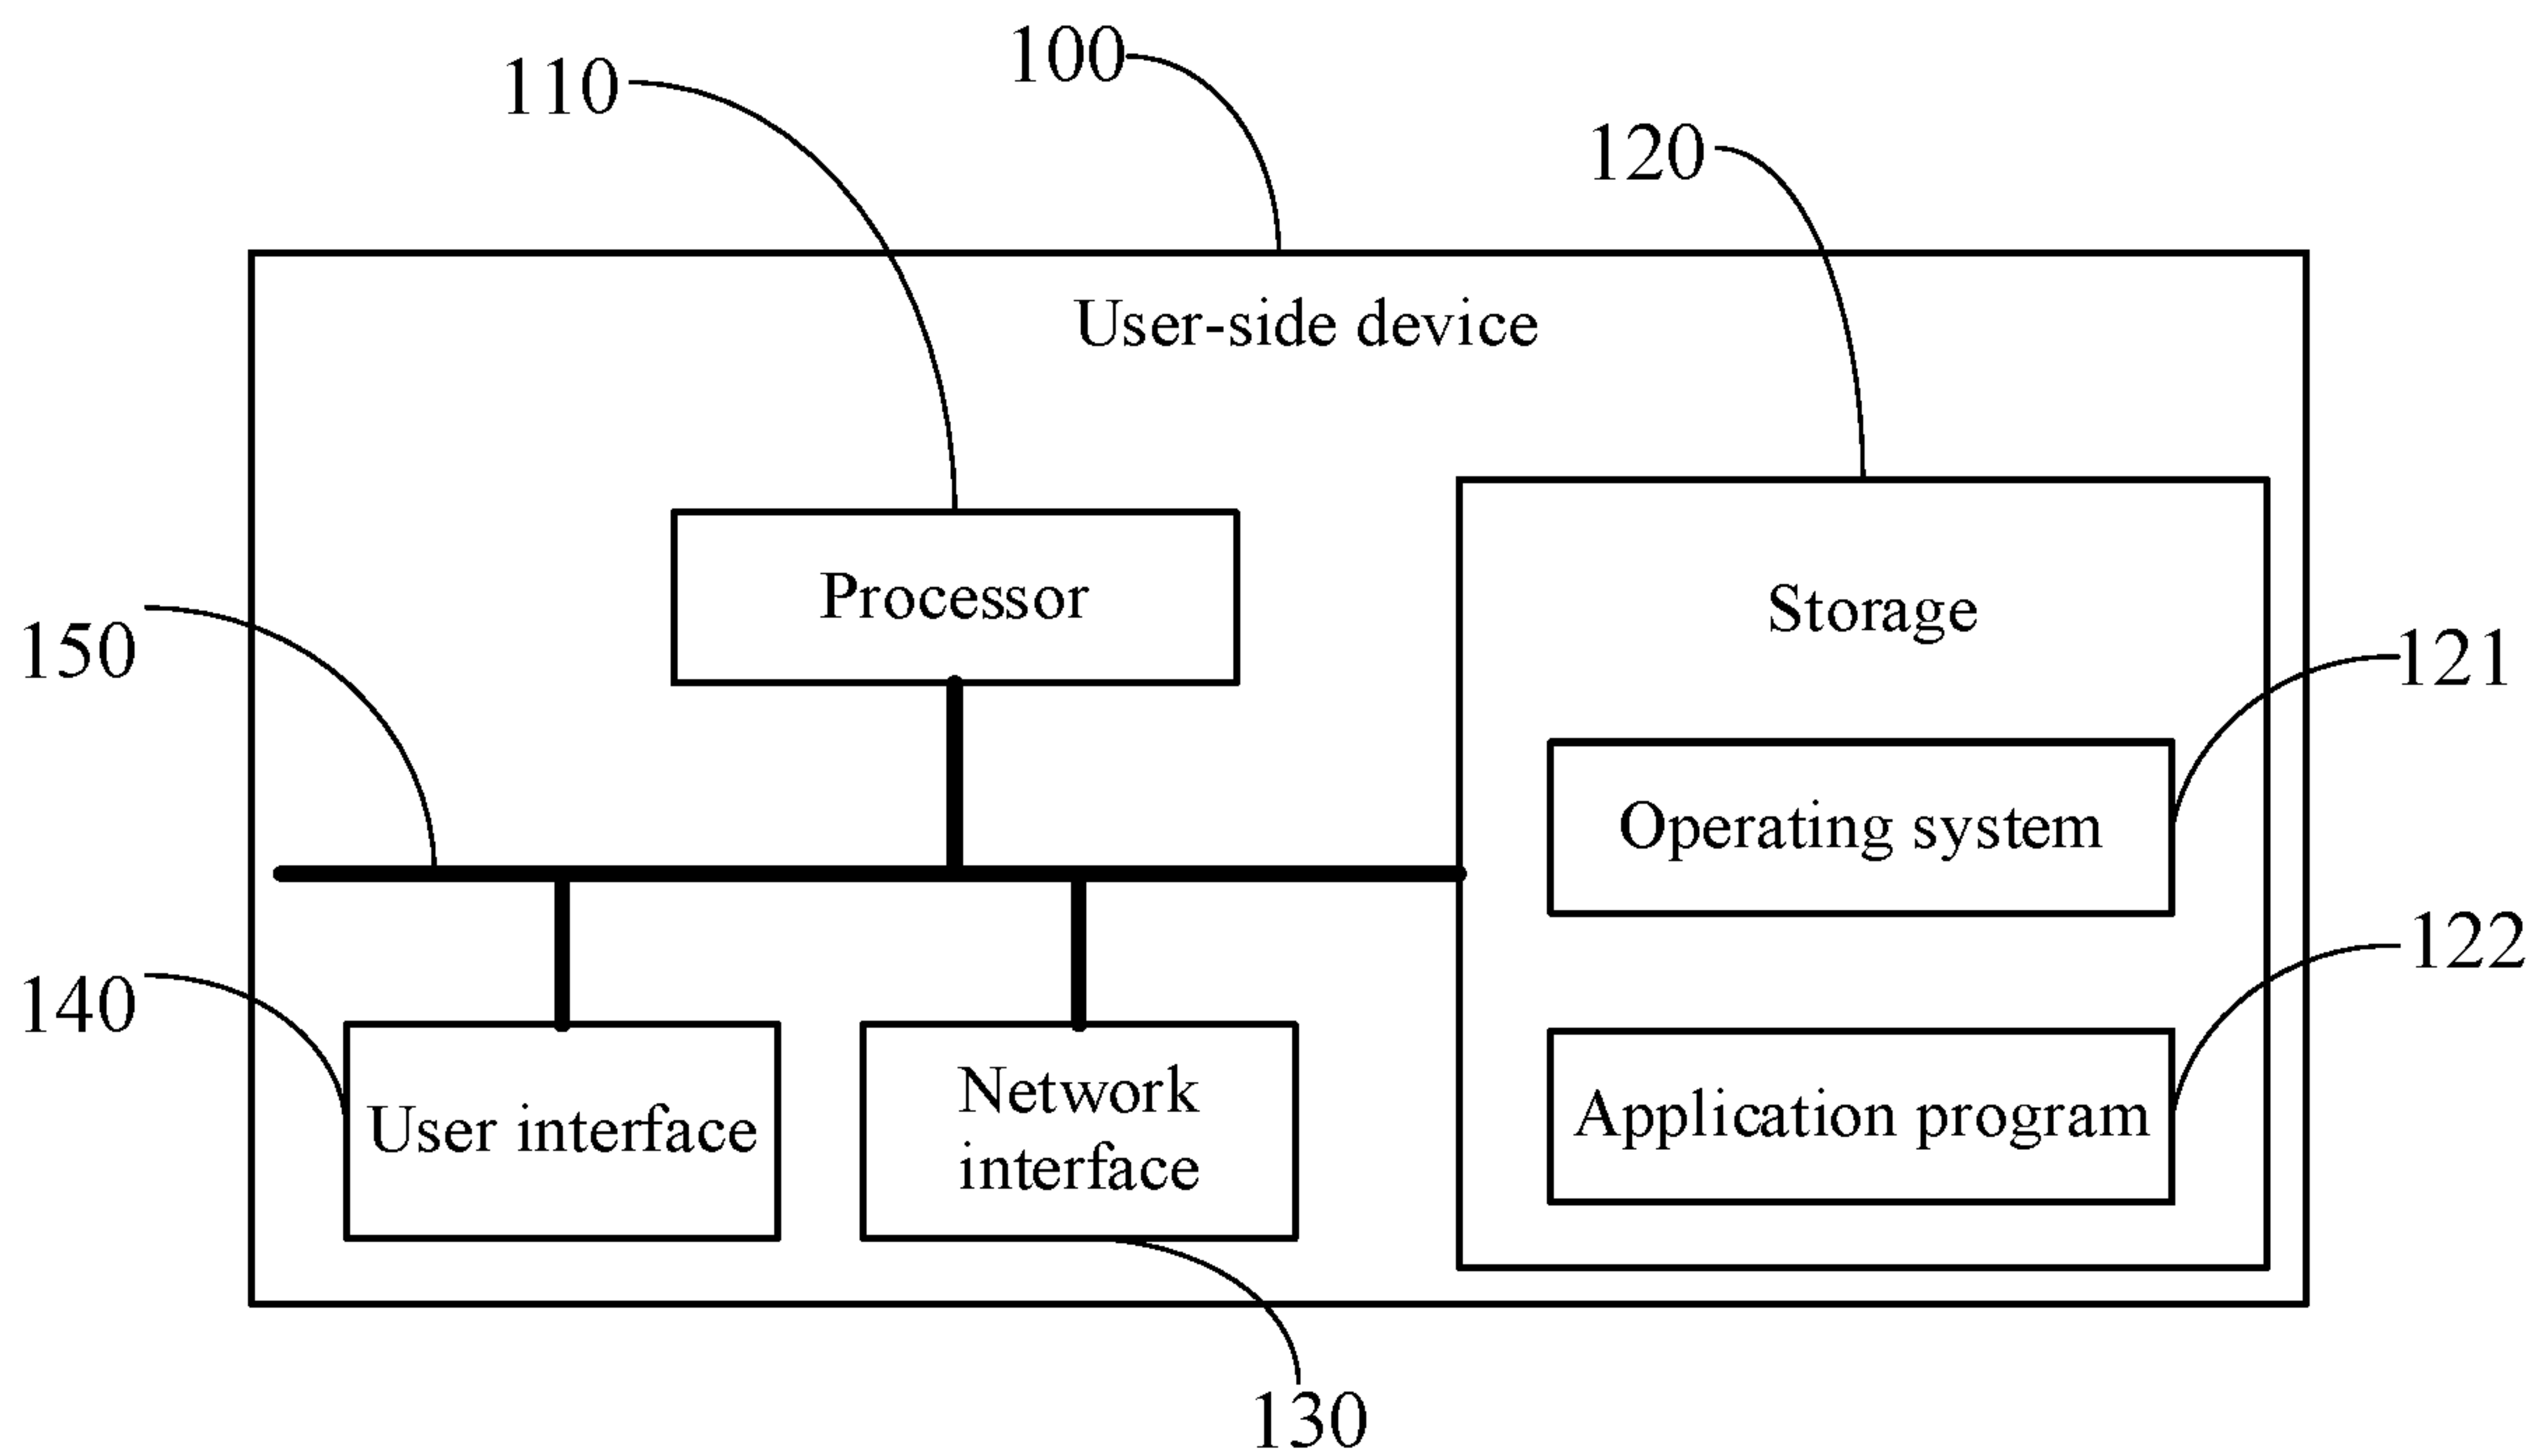 100
110
120
User-side device
Processor
Storage
150
121
Operating system
122
140
Network
User interface
Application program
interface
130